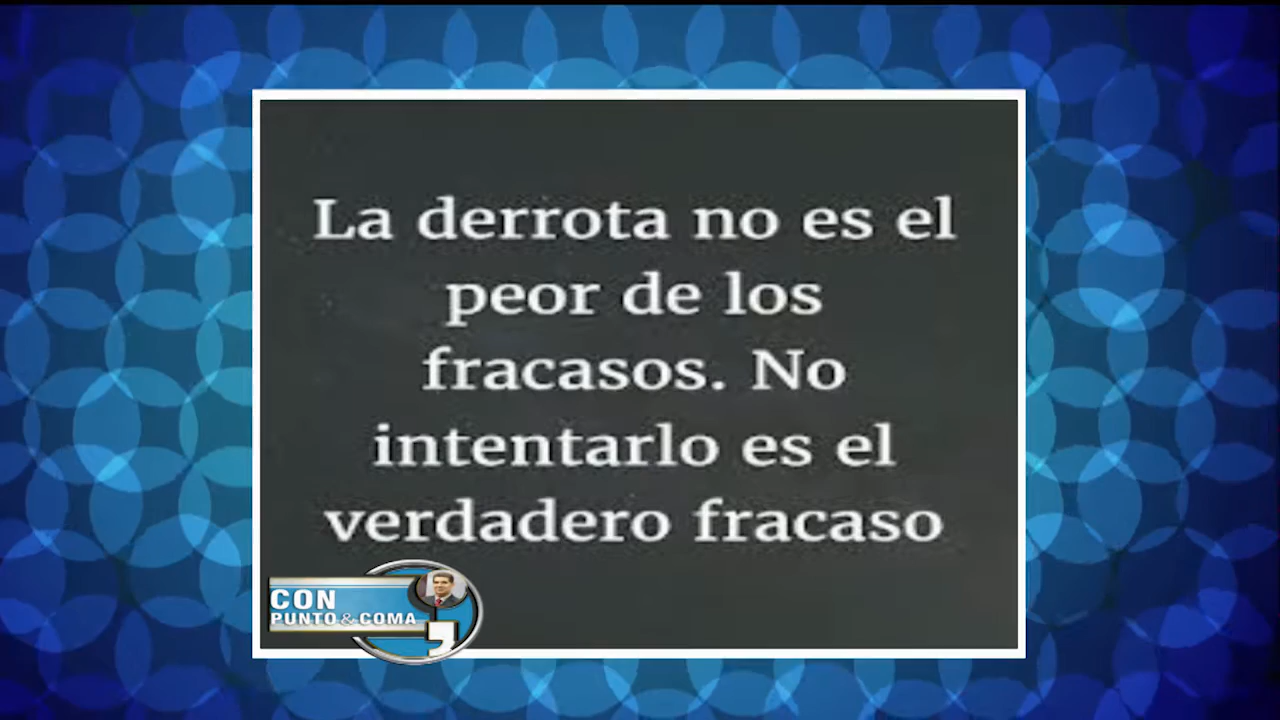 La derrota no es el
peor de los
fracasos. No
intentarlo es el
verdadero fracaso
CON
PUNTO & COMA